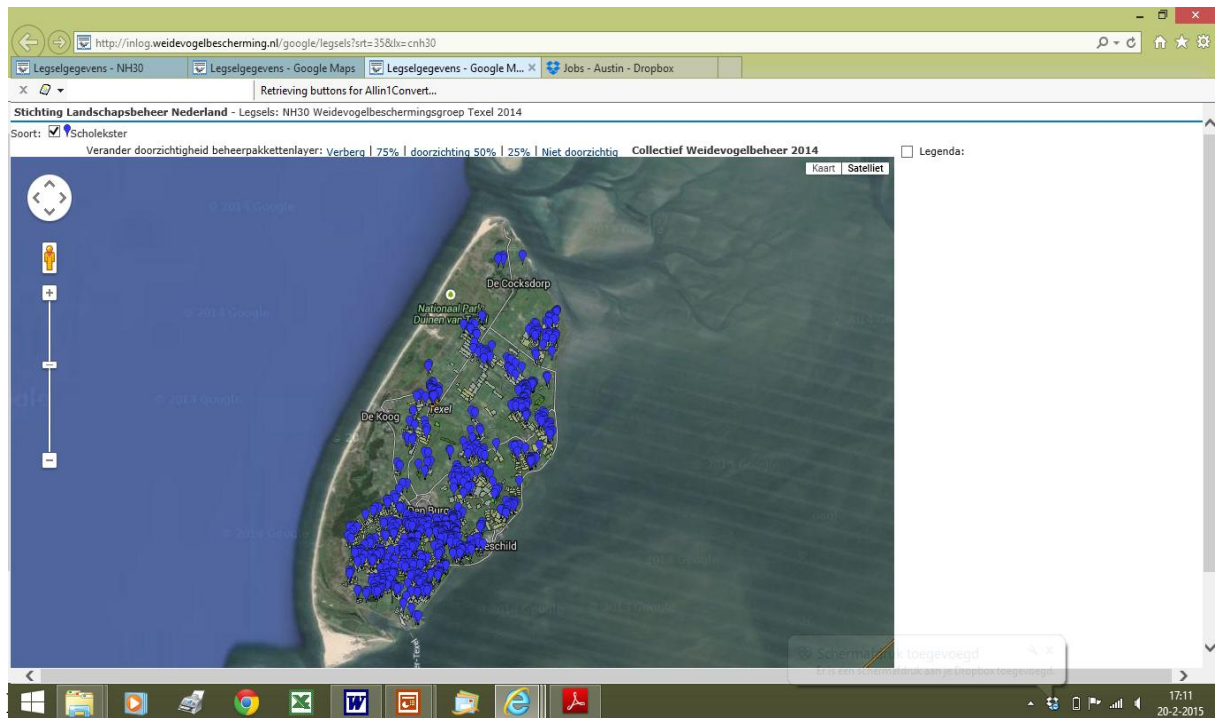 http://inlog.weidevogelbescherming.nl/google/legsels?srt=35&lx=cnh30
Legselgegevens - NH30
Legselgegevens - Google Maps
Legselgegevens - Google M...
Jobs - Austin - Dropbox
Retrieving buttons for Allin1Convert...
Stichting Landschapsbeheer Nederland - Legsels: NH30 Weidevogelbeschermingsgroep Texel 2014
Soort: Scholekster
Verander doorzichtigheid beheerpakkettenlayer: Verberg | 75% | doorzichting 50% | 25% | Niet doorzichtig Collectief Weidevogelbeheer 2014
Legenda:
Kaart Satelliet
De Cocksdorp
Nationaal Park
Duinen van Texel
De Koog
Texel
Den Burg
eschild
Schermafdruk toegevoegd
Er is een schermafdruk aan je Dropbox toegevoegd.
17:11
20-2-2015